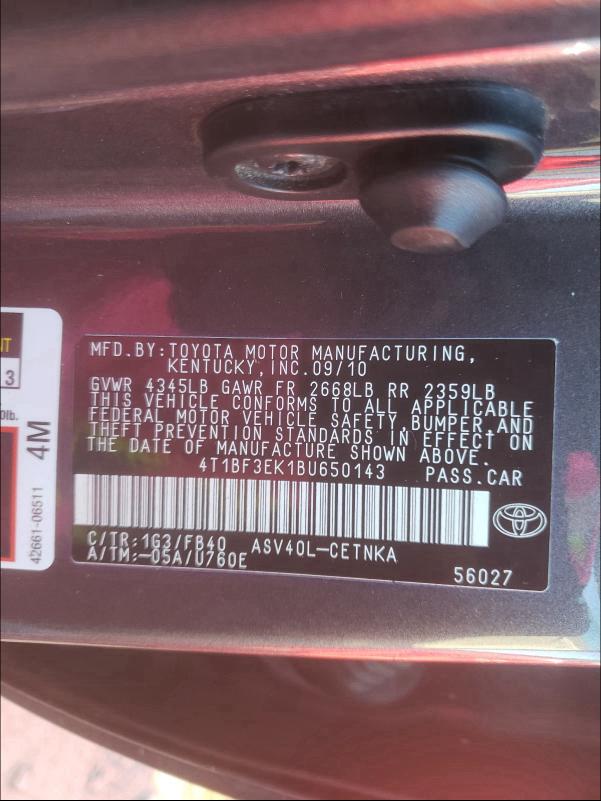 MFD.BY:TOYOTA MOTOR MANUFACTURING,
KENTUCKY,INC.09/10
GVWR 4345LB GAWR FR 2668LB RR 2359LB
THIS VEHICLE CONFORMS TO ALL APPLICABLE
FEDERAL MOTOR VEHICLE SAFETY,BUMPER,AND
THEFT PREVENTION STANDARDS IN EFFECT ON
THE DATE OF MANUFACTURE SHOWN ABOVE.
4T1BF3EK1BU650143 PASS.CAR
C/TR:1G3/FB40 ASV40L-CETNKA
A/TM:-05A/U760E
56027
3
4M
42661-06511